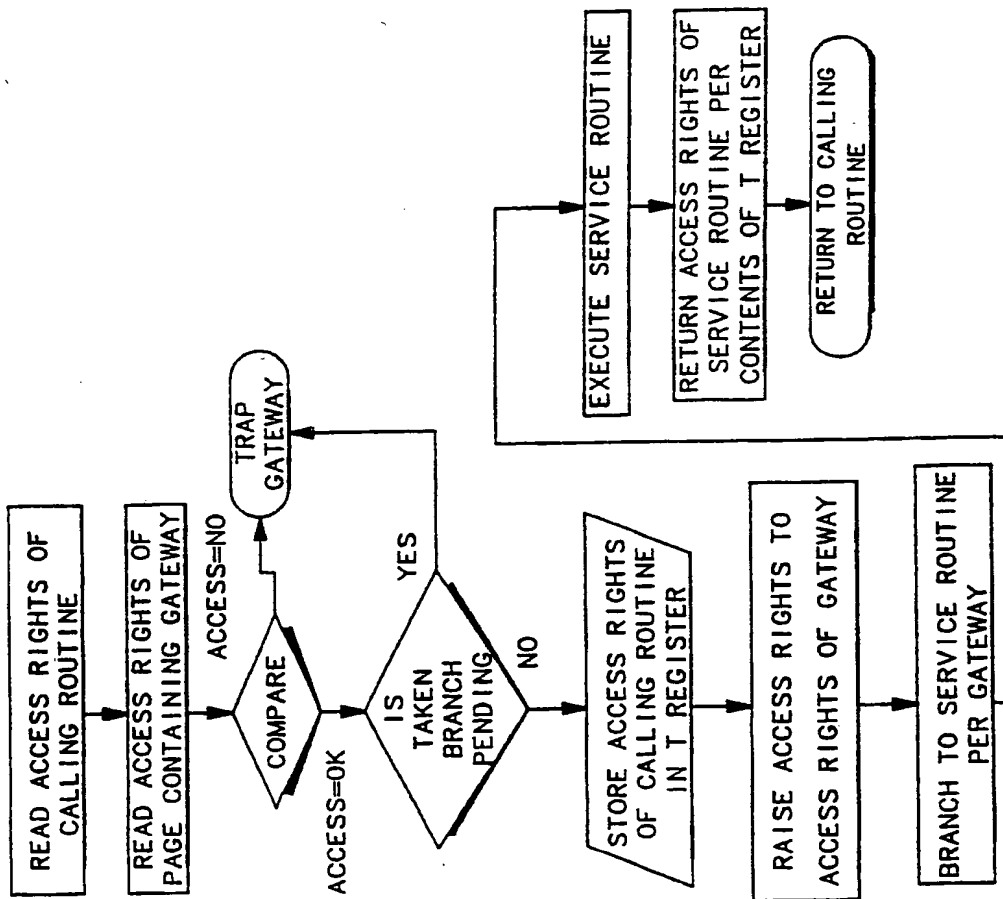 READ ACCESS RIGHTS OF
CALLING ROUTINE
READ ACCESS RIGHTS OF
PAGE CONTAINING GATEWAY
COMPARE
ACCESS=NO
TRAP
GATEWAY
ACCESS=OK
IS
TAKEN
BRANCH
PENDING
YES
NO
STORE ACCESS RIGHTS
OF CALLING ROUTINE
IN T REGISTER
RAISE ACCESS RIGHTS TO
ACCESS RIGHTS OF GATEWAY
BRANCH TO SERVICE ROUTINE
PER GATEWAY
EXECUTE SERVICE ROUTINE
RETURN ACCESS RIGHTS OF
SERVICE ROUTINE PER
CONTENTS OF T REGISTER
RETURN TO CALLING
ROUTINE